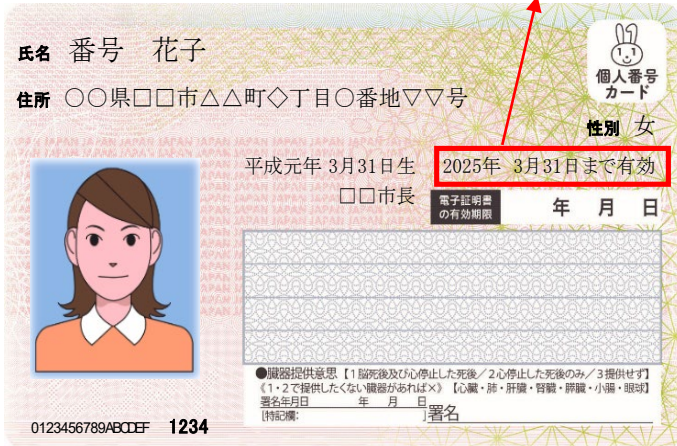 氏名 番号 花子
個人番号
カード
住所 ○○県□□市△△町◇丁目○番地▽▽号
性別 女
平成元年 3月31日生 2025年 3月31日まで有効
□□市長 電子証明書の有効期限 年 月 日
●臓器提供意思【1脳死後及び心停止した死後／2心停止した死後のみ／3提供せず】
《1・2で提供したくない臓器があれば×》【心臓・肺・肝臓・腎臓・膵臓・小腸・眼球】
署名年月日 年 月 日
[特記欄: ]署名
0123456789ABCDEF 1234